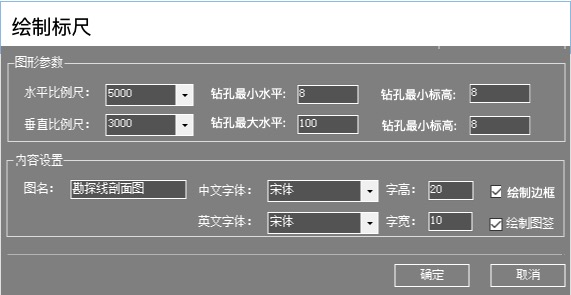 绘制标尺
图形参数
水平比例尺： 5000 钻孔最小水平: 8 钻孔最小标高: 8
垂直比例尺： 3000 钻孔最大水平: 100 钻孔最小标高: 8
内容设置
图名： 勘探线剖面图 中文字体： 宋体 字高： 20 绘制边框
英文字体： 宋体 字宽： 10 绘制图签
确定 取消